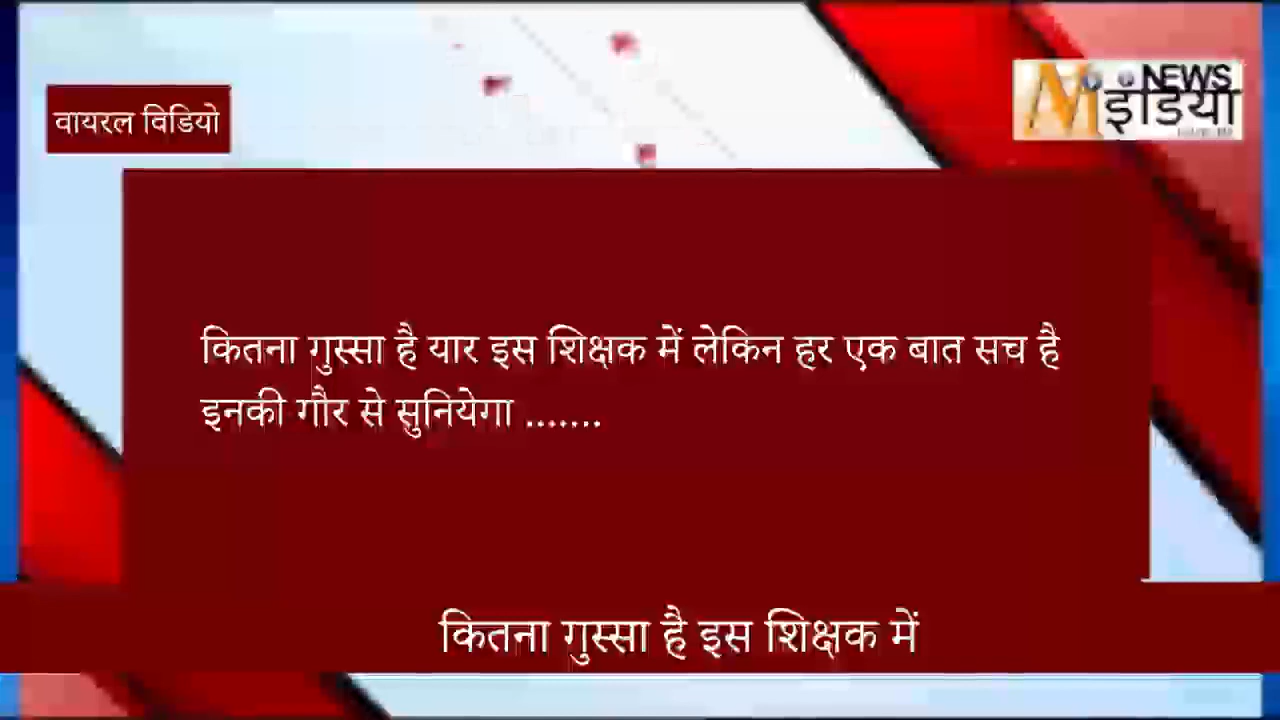 वायरल विडियो
NEWS
इंडिया
कितना गुस्सा है यार इस शिक्षक में लेकिन हर एक बात सच है
इनकी गौर से सुनियेगा .......
कितना गुस्सा है इस शिक्षक में